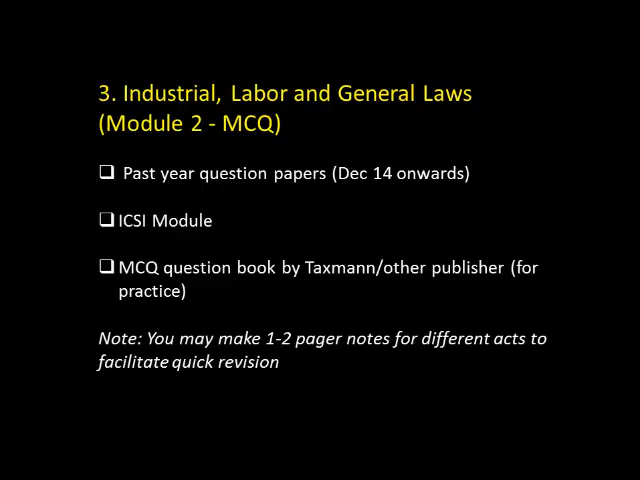 3. Industrial, Labor and General Laws
(Module 2 - MCQ)
❑ Past year question papers (Dec 14 onwards)
❑ ICSI Module
❑ MCQ question book by Taxmann/other publisher (for
practice)
Note: You may make 1-2 pager notes for different acts to
facilitate quick revision